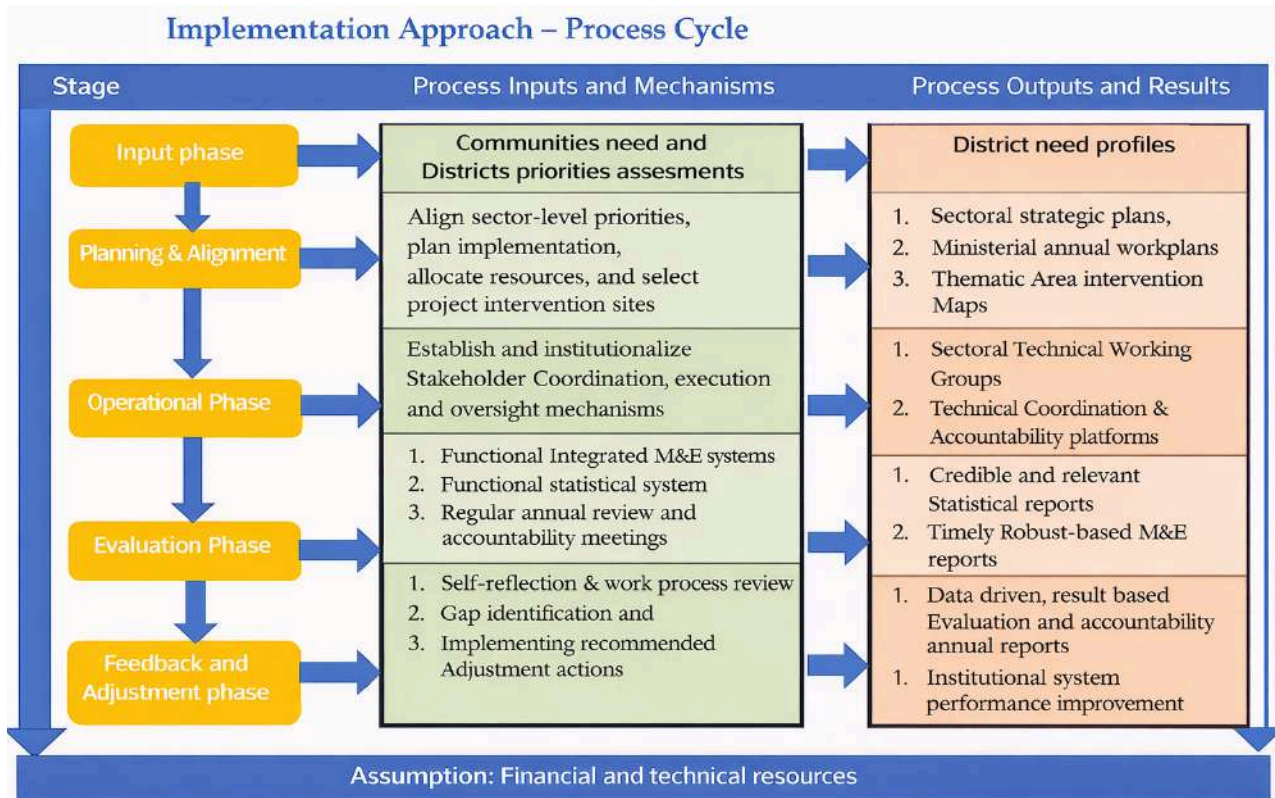 Implementation Approach – Process Cycle
Stage
Process Inputs and Mechanisms
Process Outputs and Results
Input phase
Communities need and
Districts priorities assesments
District need profiles
Planning & Alignment
Align sector-level priorities,
plan implementation,
allocate resources, and select
project intervention sites
1. Sectoral strategic plans,
2. Ministerial annual workplans
3. Thematic Area intervention
Maps
Operational Phase
Establish and institutionalize
Stakeholder Coordination, execution
and oversight mechanisms
1. Sectoral Technical Working
Groups
2. Technical Coordination &
Accountability platforms
Evaluation Phase
1. Functional Integrated M&E systems
2. Functional statistical system
3. Regular annual review and
accountability meetings
1. Credible and relevant
Statistical reports
2. Timely Robust-based M&E
reports
Feedback and
Adjustment phase
1. Self-reflection & work process review
2. Gap identification and
3. Implementing recommended
Adjustment actions
1. Data driven, result based
Evaluation and accountability
annual reports
1. Institutional system
performance improvement
Assumption: Financial and technical resources